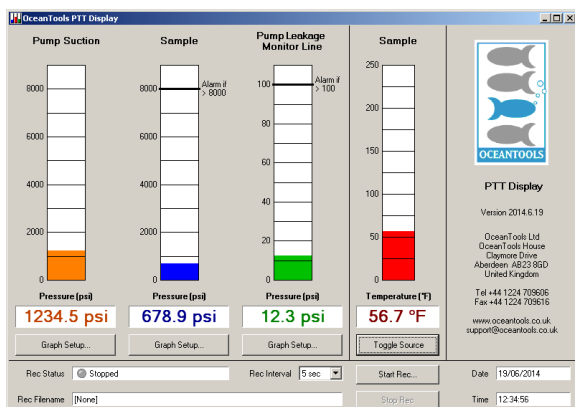 OceanTools PTT Display
Pump Suction
Sample
Pump Leakage
Monitor Line
Sample
8000
6000
4000
2000
0
8000
6000
4000
2000
0
Alarm if
> 8000
100
80
60
40
20
0
Alarm if
> 100
250
200
150
100
50
0
Pressure (psi)
Pressure (psi)
Pressure (psi)
Temperature (°F)
1234.5 psi
678.9 psi
12.3 psi
56.7 ºF
Graph Setup...
Graph Setup...
Graph Setup...
Toggle Source
OCEANTOOLS
PTT Display
Version 2014.6.19
OceanTools Ltd
OceanTools House
Claymore Drive
Aberdeen AB23 8GD
United Kingdom
Tel +44 1224 709606
Fax +44 1224 709616
www.oceantools.co.uk
support@oceantools.co.uk
Rec Status Stopped
Rec Interval 5 sec
Start Rec...
Date 19/06/2014
Rec Filename [None]
Stop Rec
Time 12:34:56